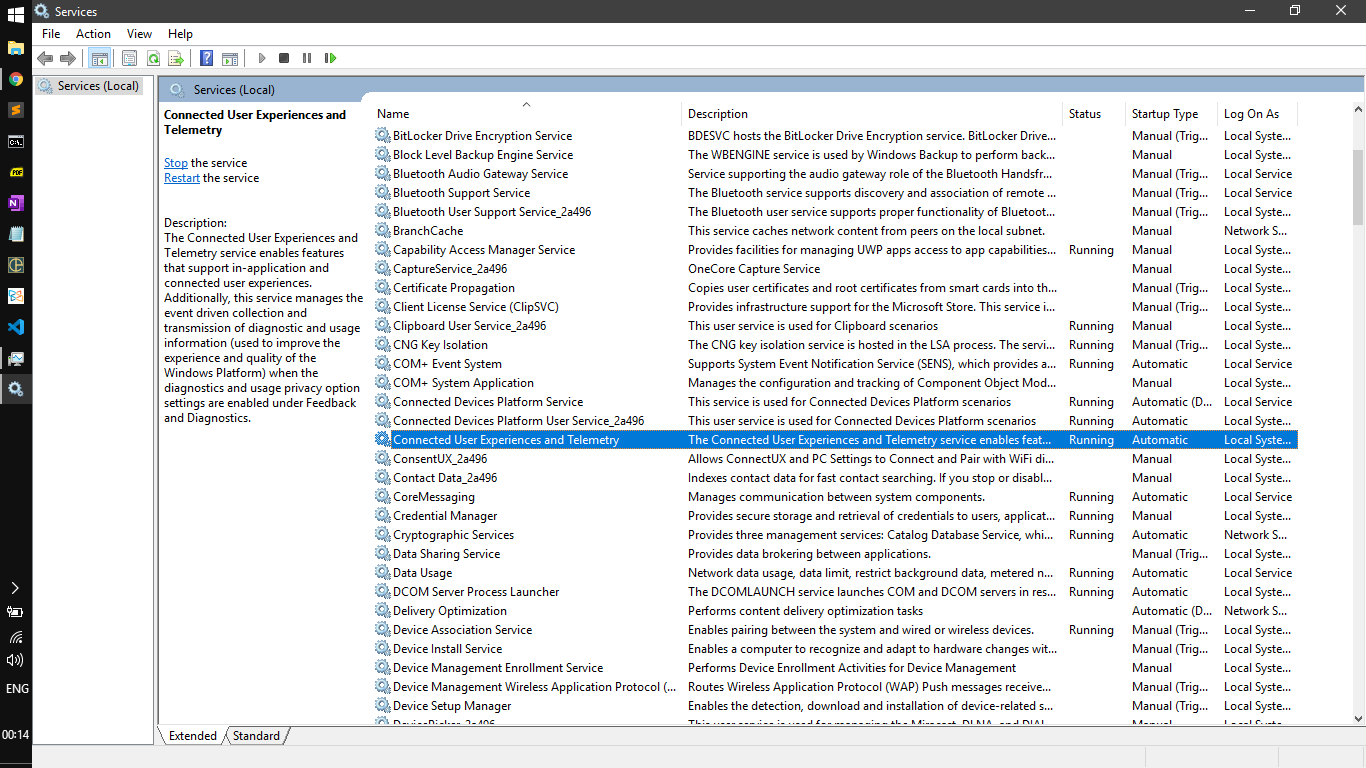 Services
File Action View Help
Services (Local)
Services (Local)
Connected User Experiences and
Telemetry
Stop the service
Restart the service
Description:
The Connected User Experiences and
Telemetry service enables features
that support in-application and
connected user experiences.
Additionally, this service manages the
event driven collection and
transmission of diagnostic and usage
information (used to improve the
experience and quality of the
Windows Platform) when the
diagnostics and usage privacy option
settings are enabled under Feedback
and Diagnostics.
Name Description Status Startup Type Log On As
BitLocker Drive Encryption Service BDESVC hosts the BitLocker Drive Encryption service. BitLocker Drive... Manual (Trig... Local Syste...
Block Level Backup Engine Service The WBENGINE service is used by Windows Backup to perform back... Manual Local Syste...
Bluetooth Audio Gateway Service Service supporting the audio gateway role of the Bluetooth Handsfr... Manual (Trig... Local Service
Bluetooth Support Service The Bluetooth service supports discovery and association of remote ... Manual (Trig... Local Service
Bluetooth User Support Service_2a496 The Bluetooth user service supports proper functionality of Bluetoot... Manual (Trig... Local Syste...
BranchCache This service caches network content from peers on the local subnet. Manual Network S...
Capability Access Manager Service Provides facilities for managing UWP apps access to app capabilities... Running Manual Local Syste...
CaptureService_2a496 OneCore Capture Service Manual Local Syste...
Certificate Propagation Copies user certificates and root certificates from smart cards into th... Manual (Trig... Local Syste...
Client License Service (ClipSVC) Provides infrastructure support for the Microsoft Store. This service i... Manual (Trig... Local Syste...
Clipboard User Service_2a496 This user service is used for Clipboard scenarios Running Manual Local Syste...
CNG Key Isolation The CNG key isolation service is hosted in the LSA process. The servi... Running Manual (Trig... Local Syste...
COM+ Event System Supports System Event Notification Service (SENS), which provides a... Running Automatic Local Service
COM+ System Application Manages the configuration and tracking of Component Object Mod... Manual Local Syste...
Connected Devices Platform Service This service is used for Connected Devices Platform scenarios Running Automatic (D... Local Service
Connected Devices Platform User Service_2a496 This user service is used for Connected Devices Platform scenarios Running Automatic Local Syste...
Connected User Experiences and Telemetry The Connected User Experiences and Telemetry service enables feat... Running Automatic Local Syste...
ConsentUX_2a496 Allows ConnectUX and PC Settings to Connect and Pair with WiFi di... Manual Local Syste...
Contact Data_2a496 Indexes contact data for fast contact searching. If you stop or disabl... Manual Local Syste...
CoreMessaging Manages communication between system components. Running Automatic Local Service
Credential Manager Provides secure storage and retrieval of credentials to users, applicat... Running Manual Local Syste...
Cryptographic Services Provides three management services: Catalog Database Service, whi... Running Automatic Network S...
Data Sharing Service Provides data brokering between applications. Manual (Trig... Local Syste...
Data Usage Network data usage, data limit, restrict background data, metered n... Running Automatic Local Service
DCOM Server Process Launcher The DCOMLAUNCH service launches COM and DCOM servers in res... Running Automatic Local Syste...
Delivery Optimization Performs content delivery optimization tasks Automatic (D... Network S...
Device Association Service Enables pairing between the system and wired or wireless devices. Running Manual (Trig... Local Syste...
Device Install Service Enables a computer to recognize and adapt to hardware changes wit... Manual (Trig... Local Syste...
Device Management Enrollment Service Performs Device Enrollment Activities for Device Management Manual Local Syste...
Device Management Wireless Application Protocol (... Routes Wireless Application Protocol (WAP) Push messages receive... Manual (Trig... Local Syste...
Device Setup Manager Enables the detection, download and installation of device-related s... Manual (Trig... Local Syste...
DevicePicker_2a496 This user service is used for managing the Miracast, DLNA, and DIAL... Manual Local Syste...
Extended Standard
ENG
00:14